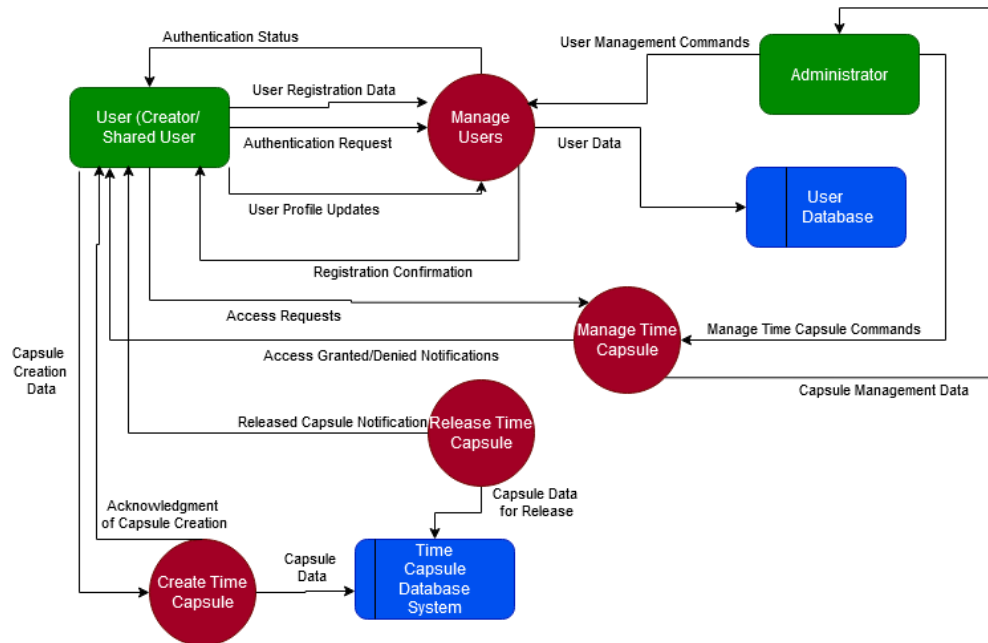 Authentication Status
User Management Commands
Administrator
User Registration Data
User (Creator/
Shared User
Manage
Users
Authentication Request
User Data
User Profile Updates
User
Database
Registration Confirmation
Access Requests
Manage Time
Capsule
Manage Time Capsule Commands
Access Granted/Denied Notifications
Capsule
Creation
Data
Capsule Management Data
Released Capsule Notification
Release Time
Capsule
Capsule Data
for Release
Acknowledgment
of Capsule Creation
Capsule
Data
Time
Capsule
Database
System
Create Time
Capsule